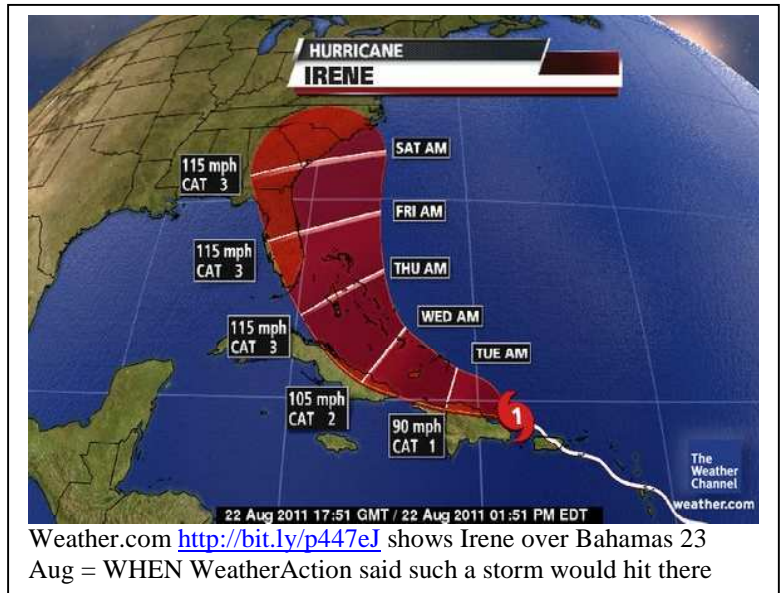 HURRICANE
IRENE
SAT AM
115 mph
CAT 3
FRI AM
115 mph
CAT 3
THU AM
WED AM
115 mph
CAT 3
TUE AM
105 mph
CAT 2
90 mph
CAT 1
1
The
Weather
Channel
weather.com
22 Aug 2011 17:51 GMT / 22 Aug 2011 01:51 PM EDT
Weather.com http://bit.ly/p447eJ shows Irene over Bahamas 23
Aug = WHEN WeatherAction said such a storm would hit there